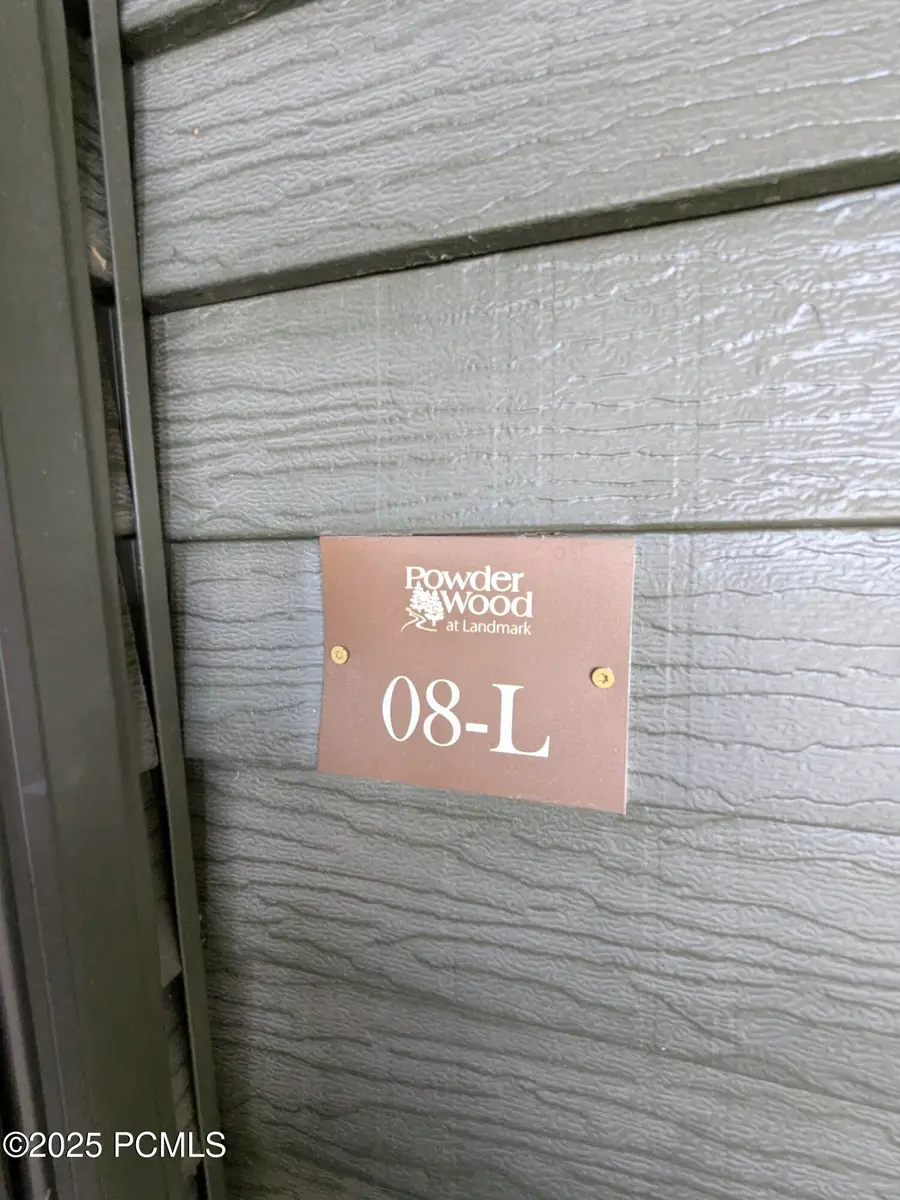 Powder
Wood
at Landmark
08-L
©2025 PCMLS